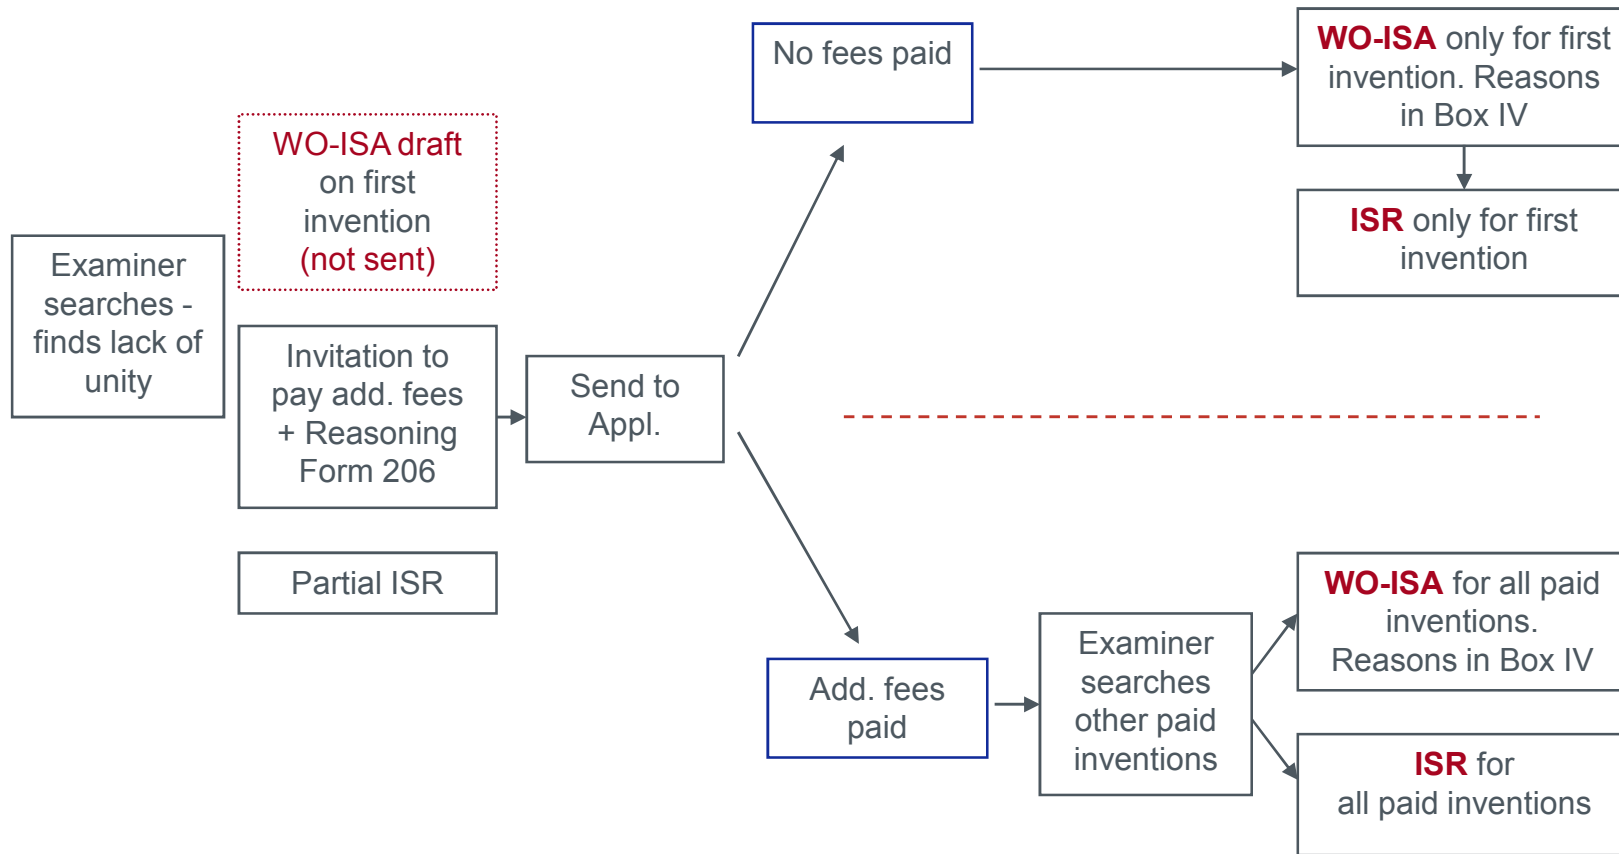 Examiner
searches -
finds lack of
unity
WO-ISA draft
on first
invention
(not sent)
Invitation to
pay add. fees
+ Reasoning
Form 206
Partial ISR
Send to
Appl.
No fees paid
WO-ISA only for first
invention. Reasons
in Box IV
ISR only for first
invention
Add. fees
paid
Examiner
searches
other paid
inventions
WO-ISA for all paid
inventions.
Reasons in Box IV
ISR for
all paid inventions